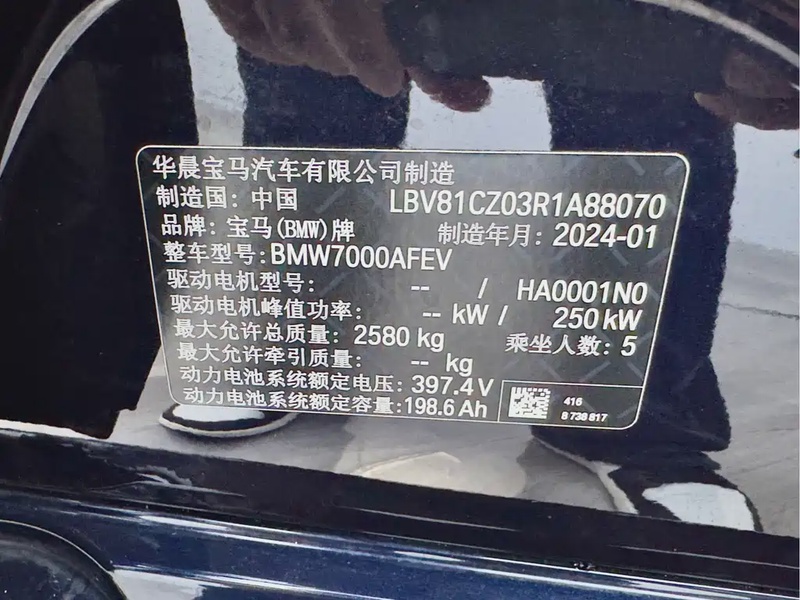 华晨宝马汽车有限公司制造
制造国: 中国 LBV81CZ03R1A88070
品牌: 宝马(BMW)牌 制造年月: 2024-01
整车型号: BMW7000AFEV
驱动电机型号: -- / HA0001N0
驱动电机峰值功率: -- kW / 250 kW
最大允许总质量: 2580 kg 乘坐人数: 5
最大允许牵引质量: -- kg
动力电池系统额定电压: 397.4 V
动力电池系统额定容量: 198.6 Ah
416
8 738 817